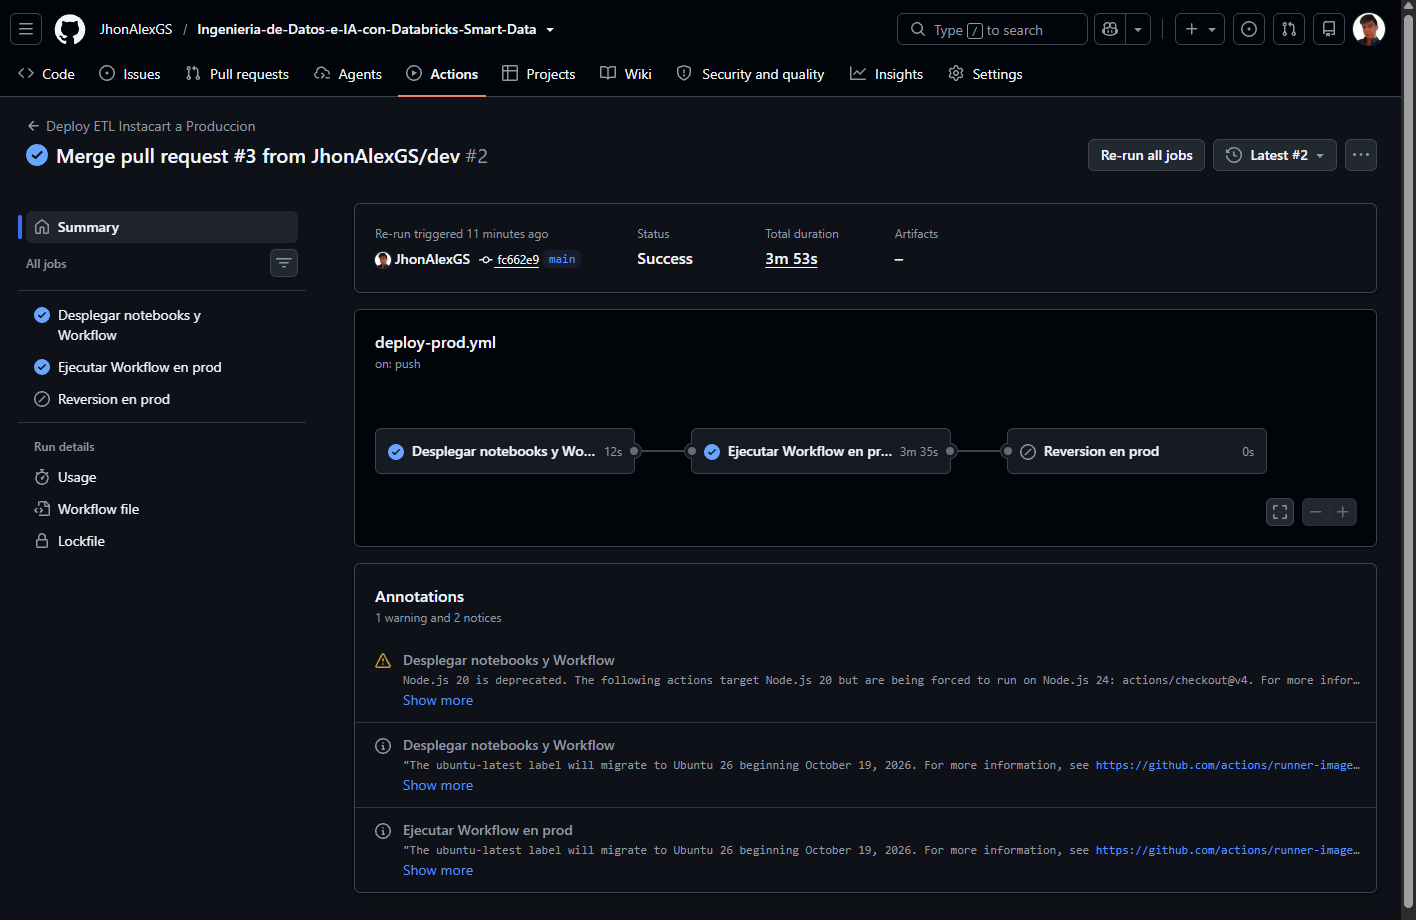 JhonAlexGS / Ingenieria-de-Datos-e-IA-con-Databricks-Smart-Data
Type / to search
Code Issues Pull requests Agents Actions Projects Wiki Security and quality Insights Settings
Deploy ETL Instacart a Produccion
Merge pull request #3 from JhonAlexGS/dev #2
Re-run all jobs
Latest #2
Summary
All jobs
Desplegar notebooks y
Workflow
Ejecutar Workflow en prod
Reversion en prod
Run details
Usage
Workflow file
Lockfile
Re-run triggered 11 minutes ago
JhonAlexGS fc662e9 main
Status
Success
Total duration
3m 53s
Artifacts
–
deploy-prod.yml
on: push
Desplegar notebooks y Wo... 12s
Ejecutar Workflow en pr... 3m 35s
Reversion en prod 0s
Annotations
1 warning and 2 notices
Desplegar notebooks y Workflow
Node.js 20 is deprecated. The following actions target Node.js 20 but are being forced to run on Node.js 24: actions/checkout@v4. For more infor…
Show more
Desplegar notebooks y Workflow
"The ubuntu-latest label will migrate to Ubuntu 26 beginning October 19, 2026. For more information, see https://github.com/actions/runner-image…
Show more
Ejecutar Workflow en prod
"The ubuntu-latest label will migrate to Ubuntu 26 beginning October 19, 2026. For more information, see https://github.com/actions/runner-image…
Show more